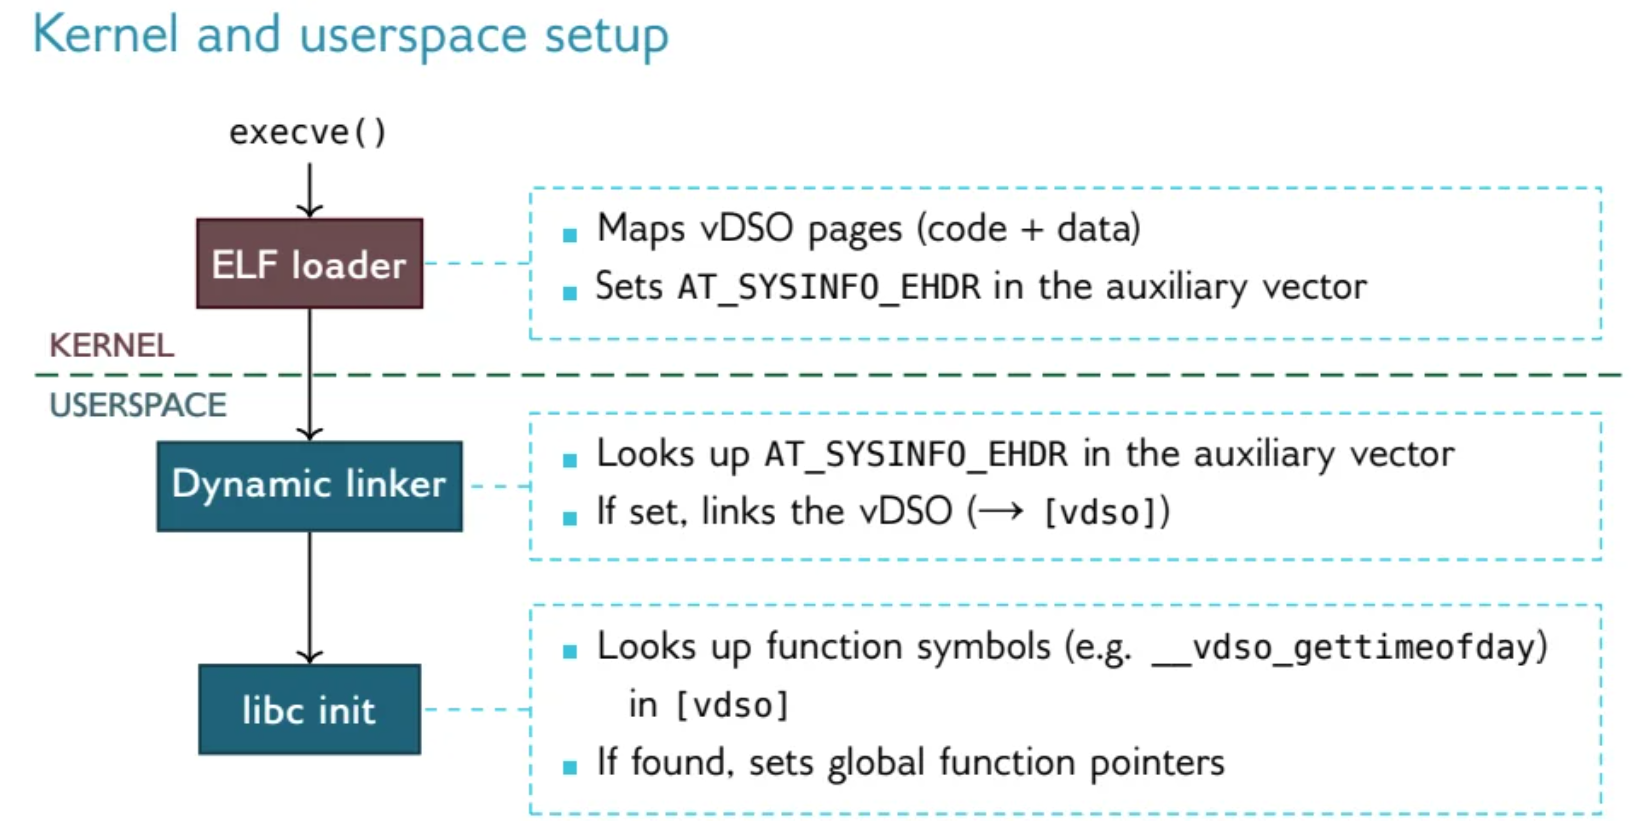 Kernel and userspace setup
execve()
ELF loader
Maps vDSO pages (code + data)
Sets AT_SYSINFO_EHDR in the auxiliary vector
KERNEL
USERSPACE
Dynamic linker
Looks up AT_SYSINFO_EHDR in the auxiliary vector
If set, links the vDSO (→ [vdso])
libc init
Looks up function symbols (e.g. __vdso_gettimeofday)
in [vdso]
If found, sets global function pointers